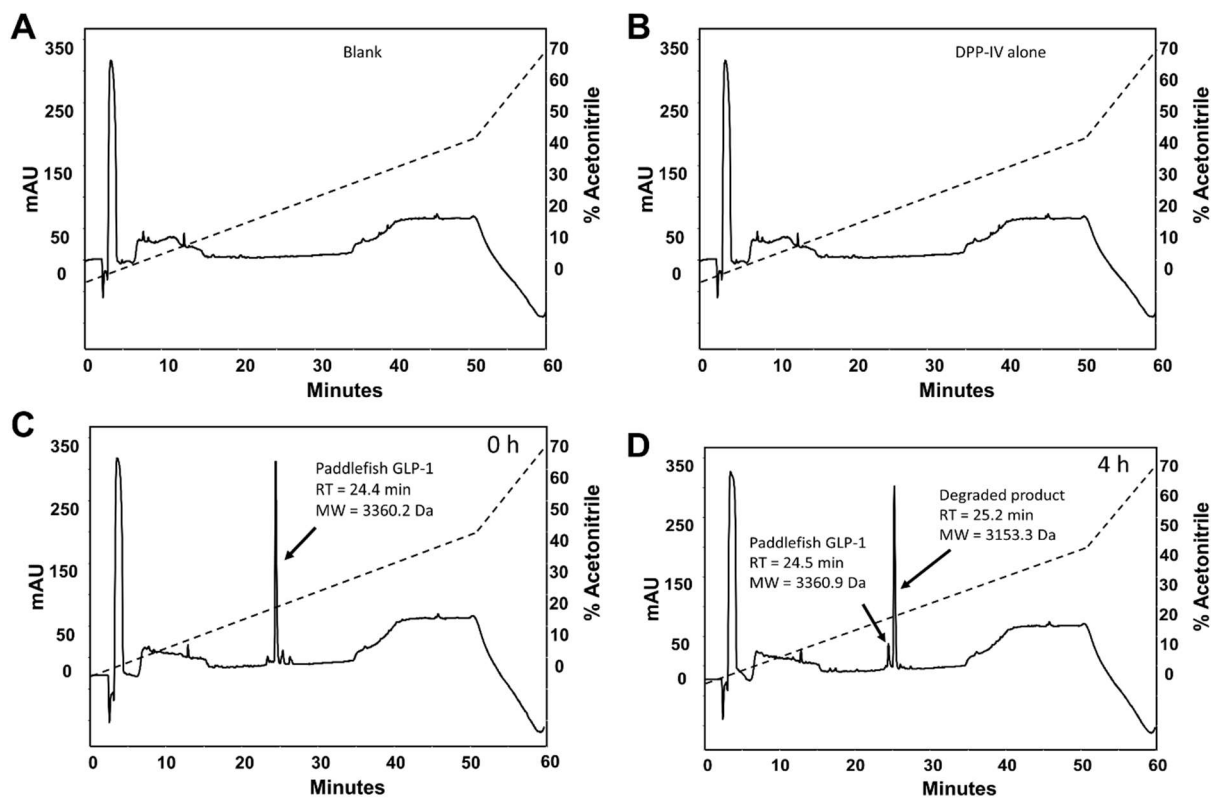 A
Blank
350
250
150
50
0
mAU
70
60
50
40
30
20
10
0
% Acetonitrile
0 10 20 30 40 50 60
Minutes
B
DPP-IV alone
350
250
150
50
0
mAU
70
60
50
40
30
20
10
0
% Acetonitrile
0 10 20 30 40 50 60
Minutes
C
0 h
Paddlefish GLP-1
RT = 24.4 min
MW = 3360.2 Da
350
250
150
50
0
mAU
70
60
50
40
30
20
10
0
% Acetonitrile
0 10 20 30 40 50 60
Minutes
D
4 h
Degraded product
RT = 25.2 min
MW = 3153.3 Da
Paddlefish GLP-1
RT = 24.5 min
MW = 3360.9 Da
350
250
150
50
0
mAU
70
60
50
40
30
20
10
0
% Acetonitrile
0 10 20 30 40 50 60
Minutes